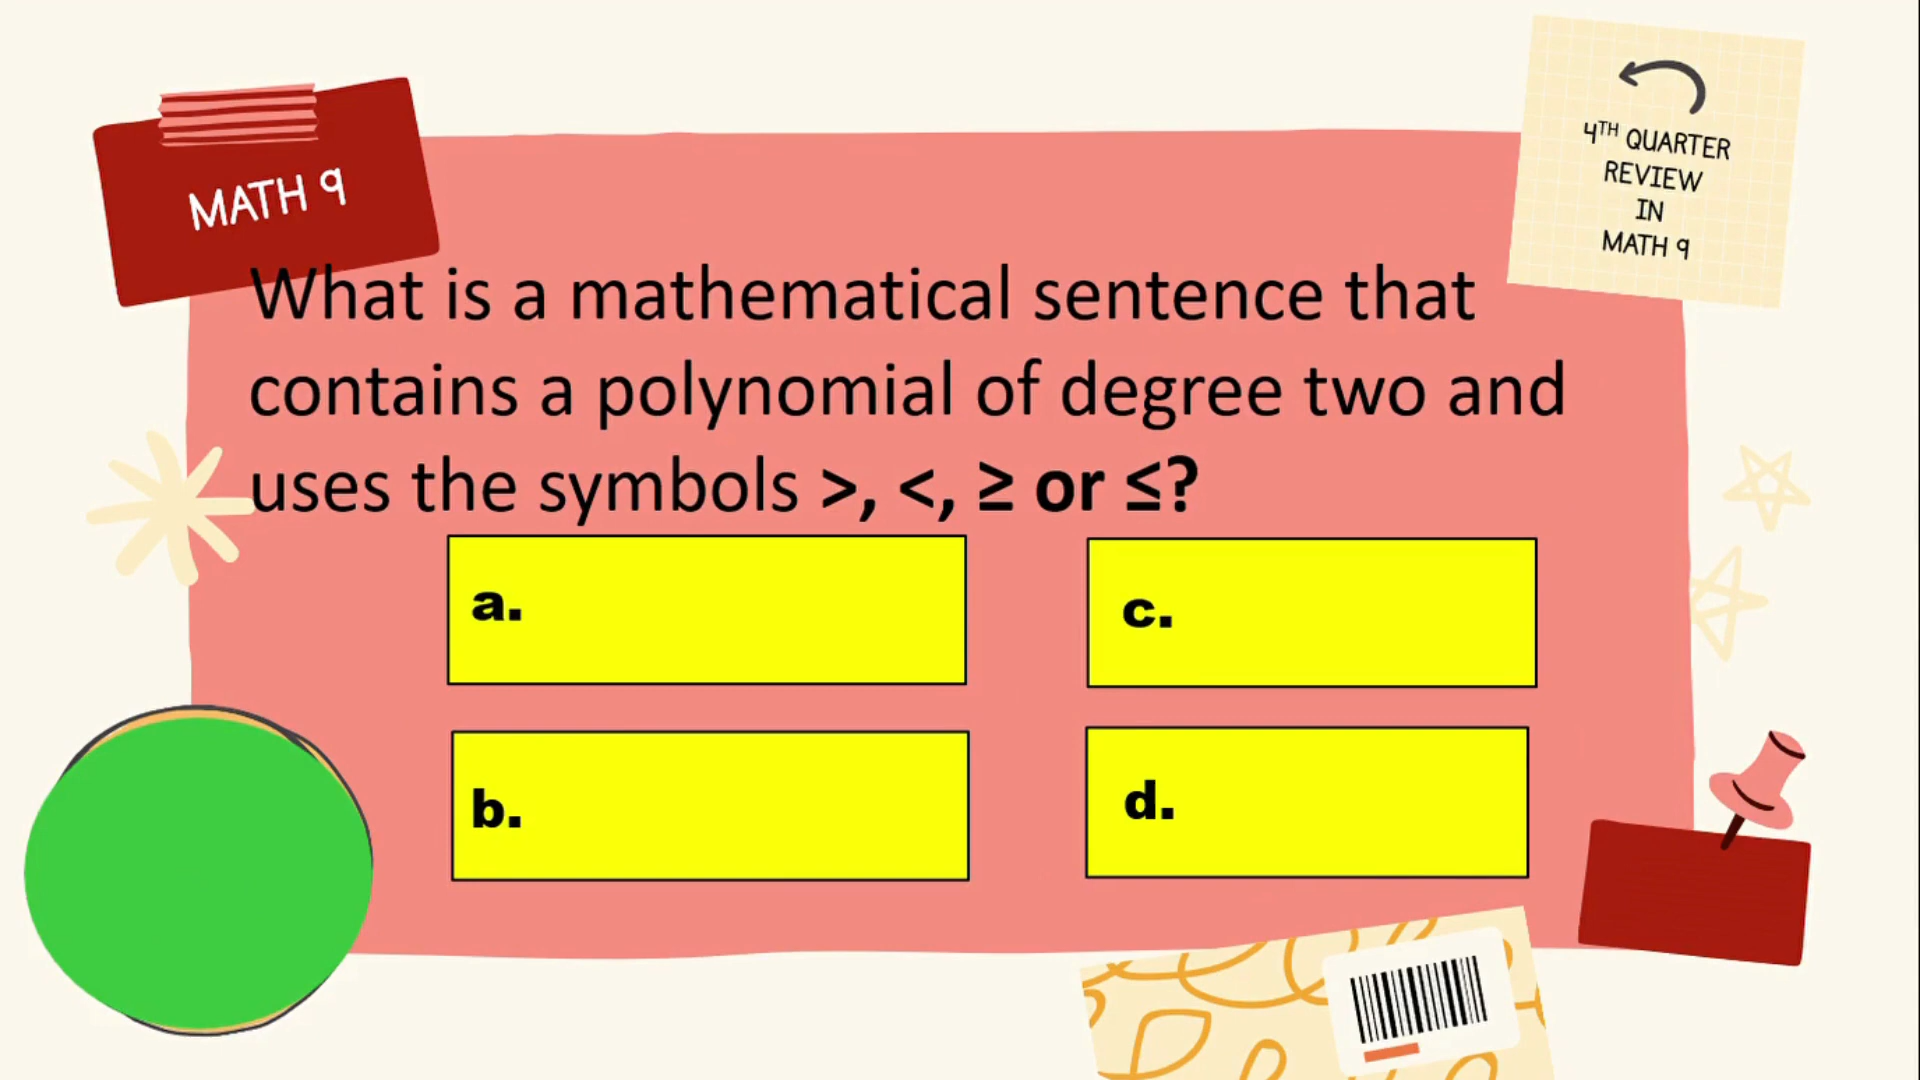 MATH 9
4TH QUARTER
REVIEW
IN
MATH 9
What is a mathematical sentence that
contains a polynomial of degree two and
uses the symbols >, <, ≥ or ≤?
a.
c.
b.
d.